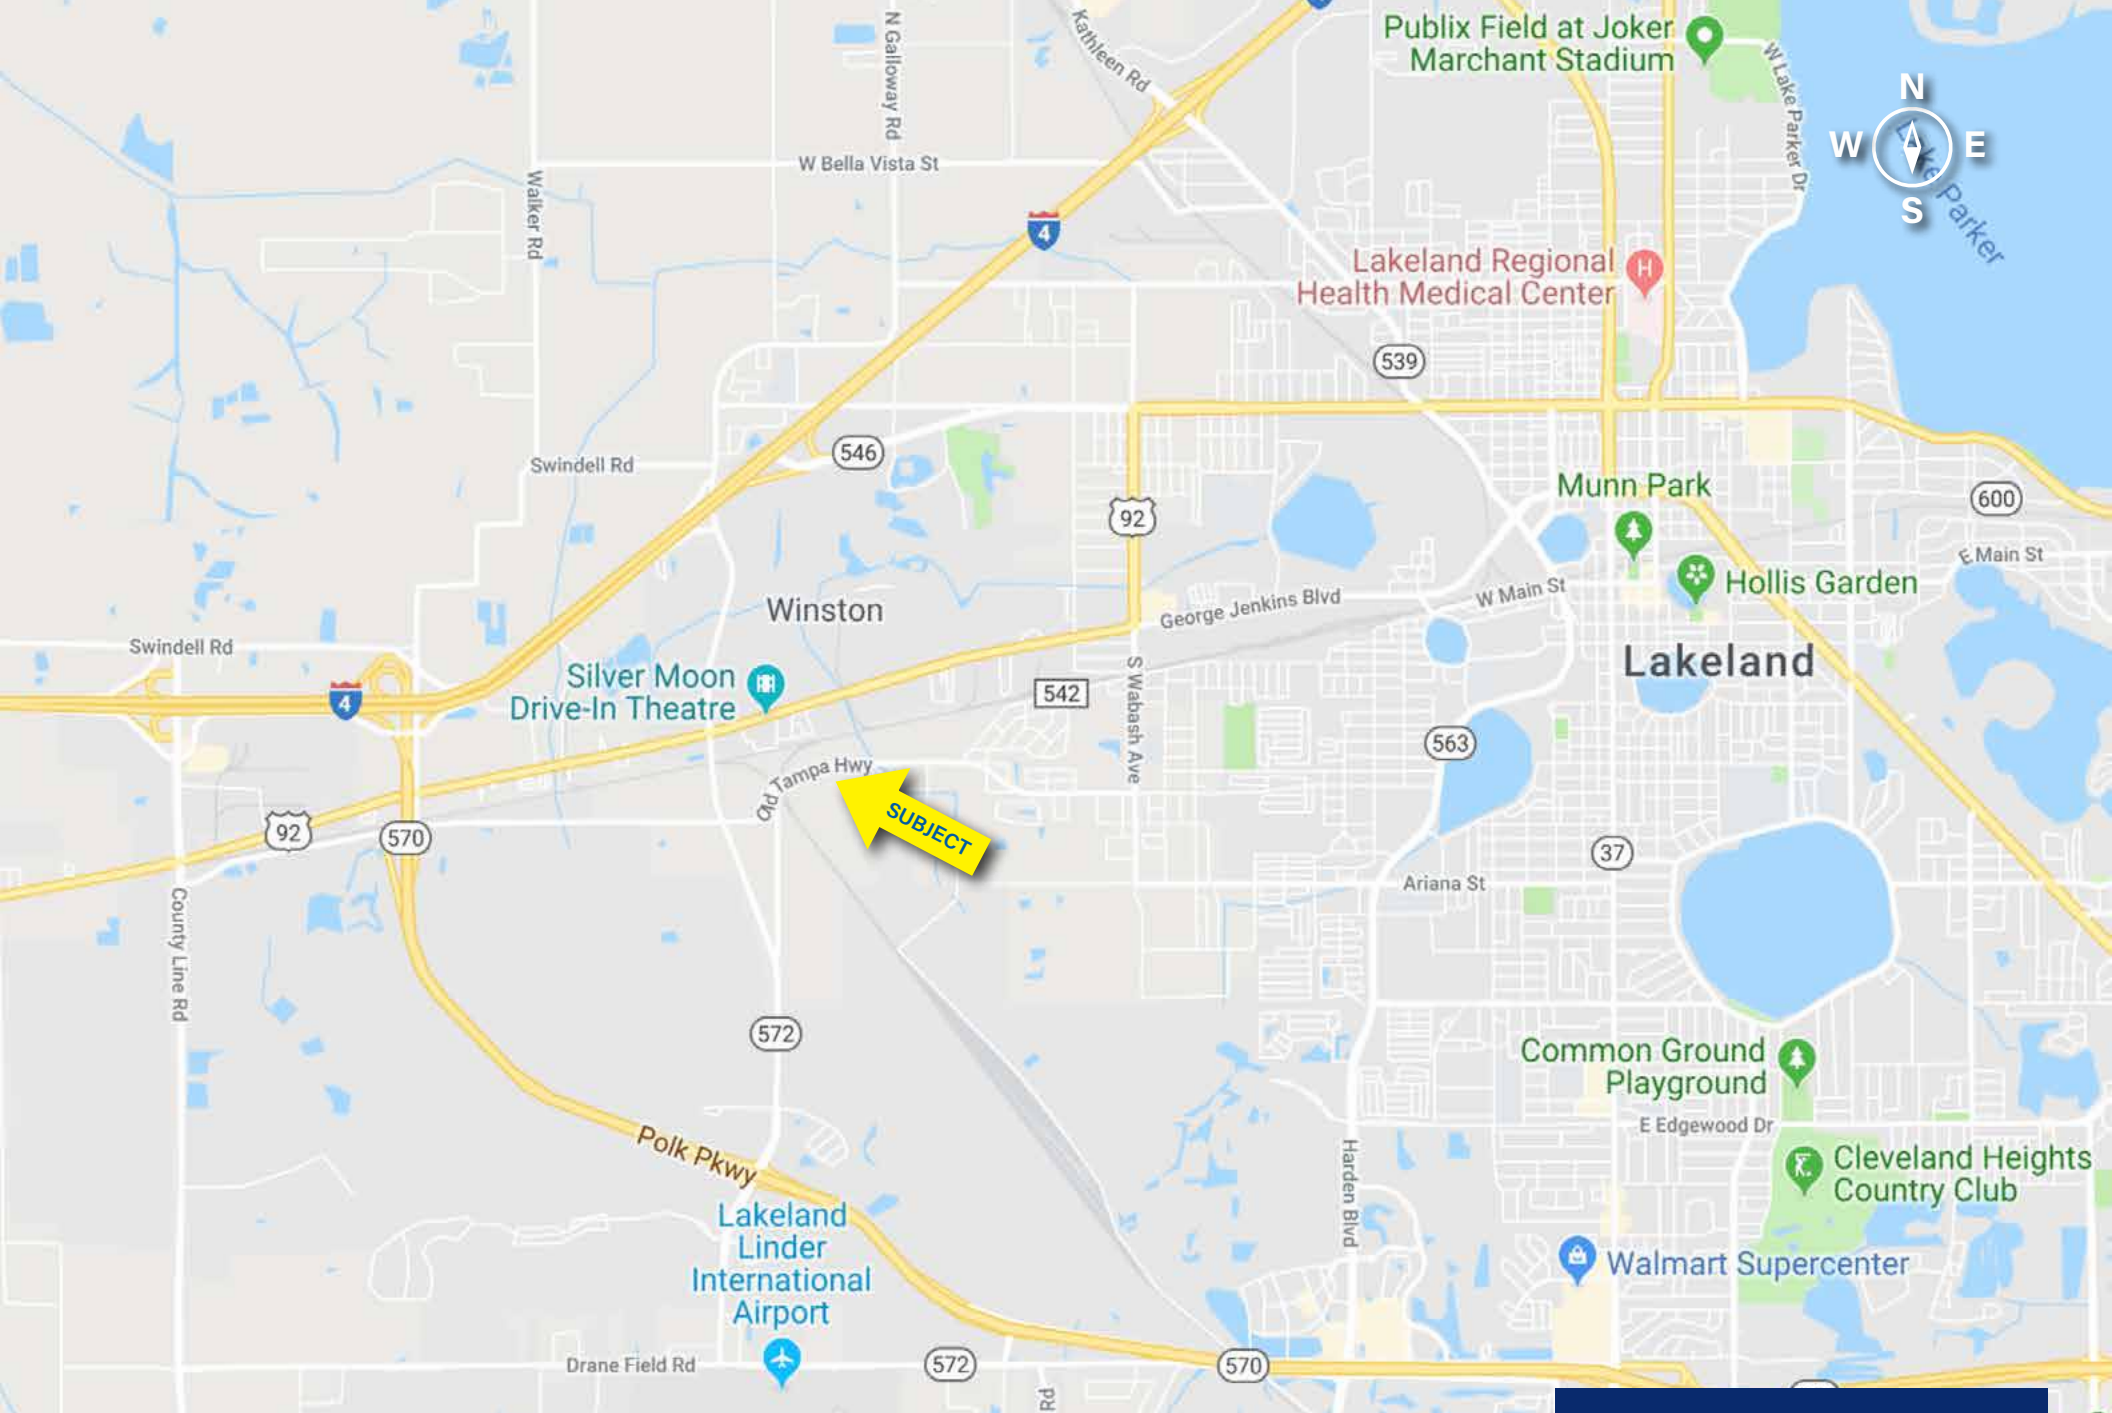 Kathleen Rd
N Galloway Rd
Publix Field at Joker
Marchant Stadium
W Lake Parker Dr
N
W
E
S
Lake Parker
W Bella Vista St
Walker Rd
4
Lakeland Regional
Health Medical Center
H
539
546
Swindell Rd
92
Munn Park
600
E Main St
Hollis Garden
W Main St
George Jenkins Blvd
Winston
Swindell Rd
Lakeland
Silver Moon
Drive-In Theatre
4
542
S Wabash Ave
563
Old Tampa Hwy
SUBJECT
92
570
37
Ariana St
County Line Rd
572
Common Ground
Playground
E Edgewood Dr
Polk Pkwy
Harden Blvd
Cleveland Heights
Country Club
Lakeland
Linder
International
Airport
Walmart Supercenter
Drane Field Rd
572
570
Rd